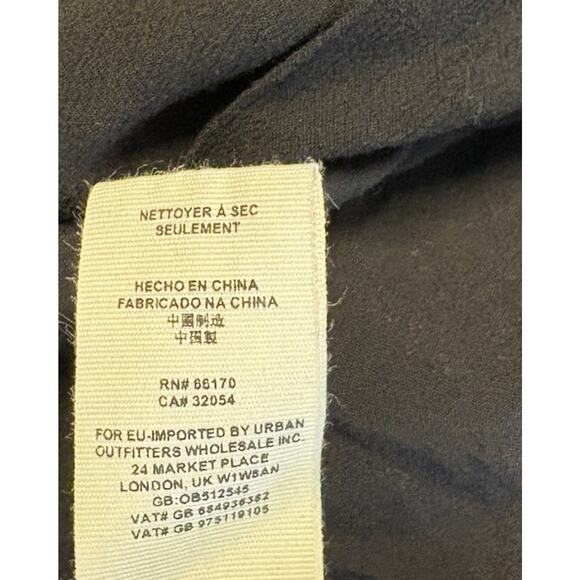 NETTOYER À SEC
SEULEMENT
HECHO EN CHINA
FABRICADO NA CHINA
中國制造
中国製
RN# 66170
CA# 32054
FOR EU-IMPORTED BY URBAN
OUTFITTERS WHOLESALE INC.
24 MARKET PLACE
LONDON, UK W1W8AN
GB:OB512545
VAT# GB 684936382
VAT# GB 975119105